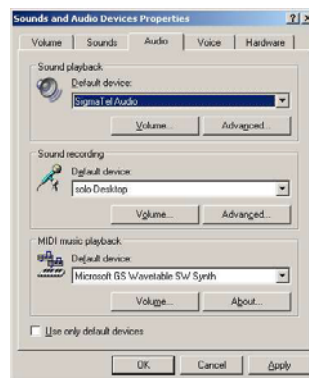 Sounds and Audio Devices Properties
Volume Sounds Audio Voice Hardware
Sound playback
Default device:
SigmaTel Audio
Volume... Advanced...
Sound recording
Default device:
solo Desktop
Volume... Advanced...
MIDI music playback
Default device:
Microsoft GS Wavetable SW Synth
Volume... About...
Use only default devices
OK Cancel Apply